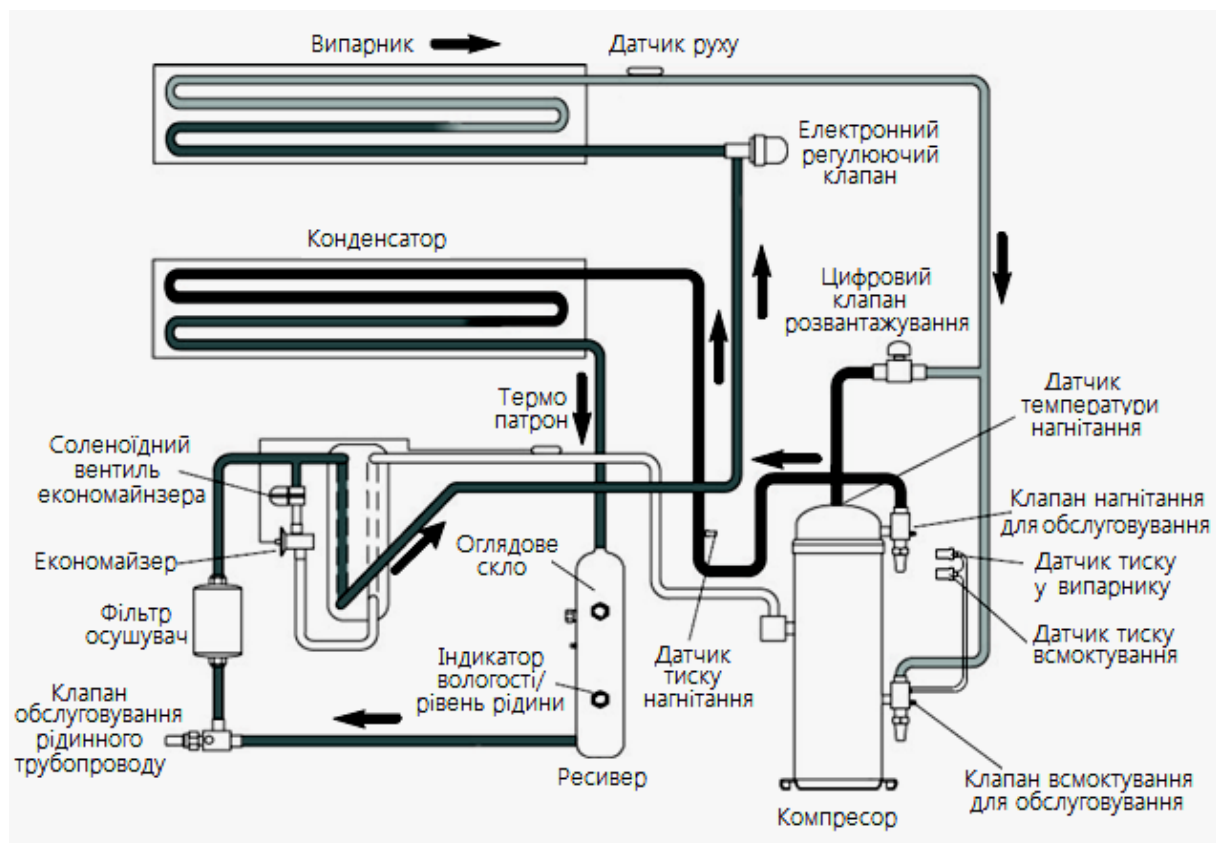 Випарник
Датчик руху
Електронний
регулюючий
клапан
Конденсатор
Цифровий
клапан
розвантажування
Датчик
температури
нагнітання
Термо
патрон
Соленоїдний
вентиль
економайнзера
Клапан нагнітання
для обслуговування
Економайзер
Оглядове
скло
Датчик тиску
у випарнику
Фільтр
осушувач
Датчик тиску
всмоктування
Датчик
тиску
нагнітання
Індикатор
вологості/
рівень рідини
Клапан
обслуговування
рідинного
трубопроводу
Ресивер
Клапан всмоктування
для обслуговування
Компресор